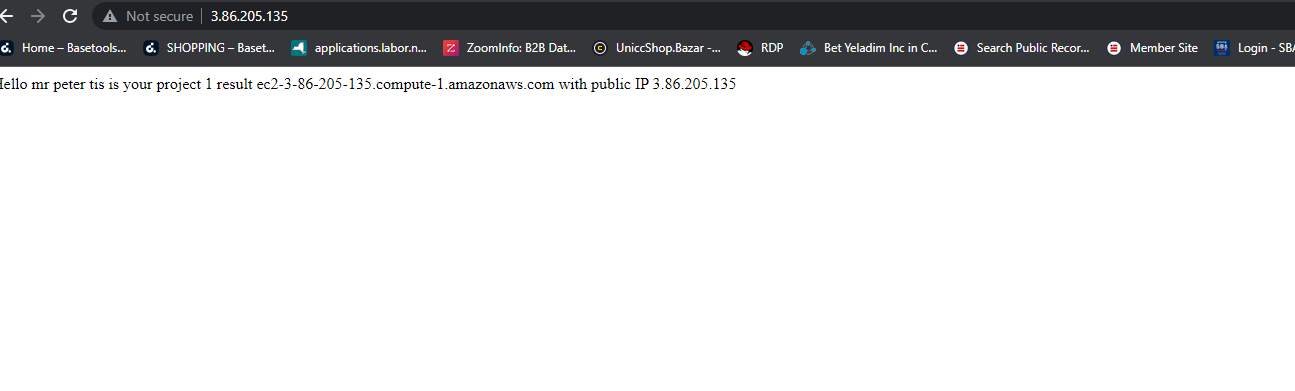 Not secure 3.86.205.135
Home – Basetools... SHOPPING – Baset... applications.labor.n... ZoomInfo: B2B Dat... UniccShop.Bazar -... RDP Bet Yeladim Inc in C... Search Public Recor... Member Site Login - SBA
Hello mr peter tis is your project 1 result ec2-3-86-205-135.compute-1.amazonaws.com with public IP 3.86.205.135